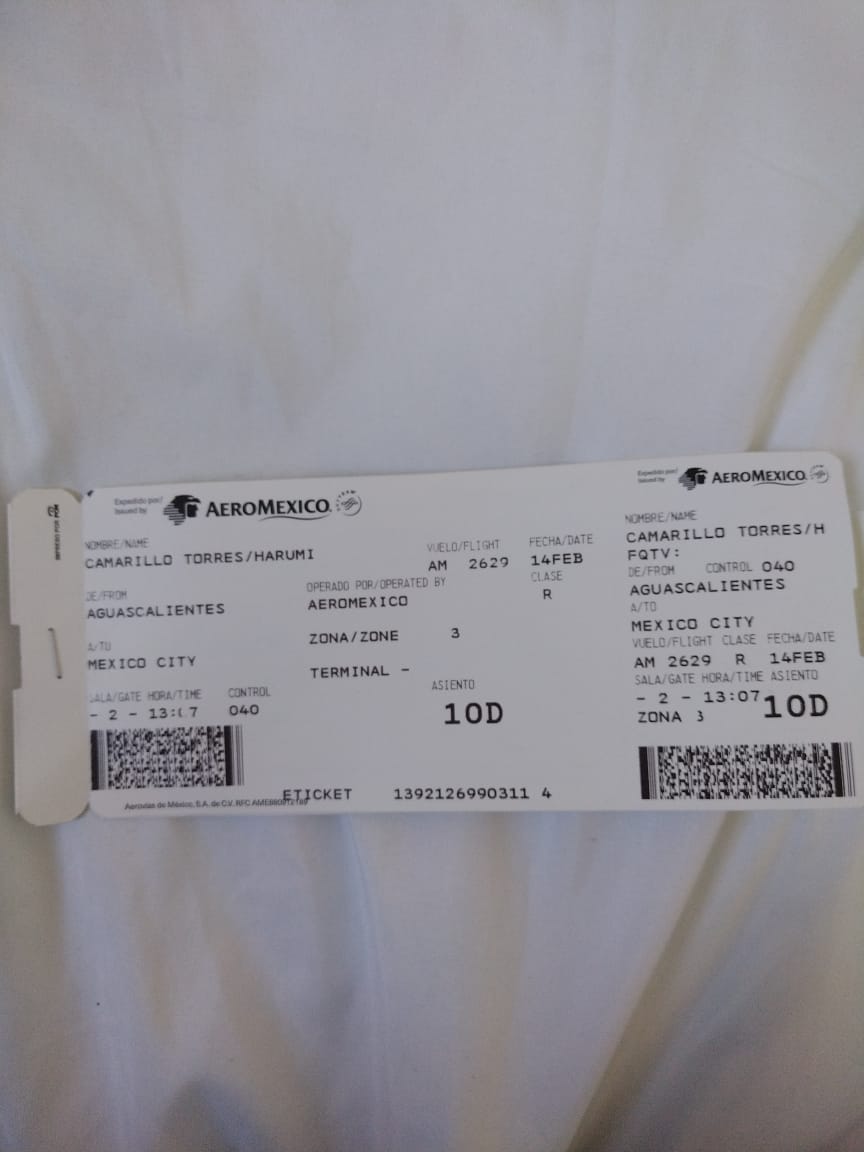 Expedido por/
Issued by
AEROMEXICO.
NOMBRE/NAME
CAMARILLO TORRES/HARUMI
VUELO/FLIGHT
AM 2629
FECHA/DATE
14FEB
DE/FROM
AGUASCALIENTES
OPERADO POR/OPERATED BY
AEROMEXICO
CLASE
R
A/TO
MEXICO CITY
ZONA/ZONE 3
TERMINAL -
SALA/GATE HORA/TIME CONTROL
- 2 - 13:07 040
ASIENTO
10D
ETICKET 1392126990311 4
Aerovías de México, S.A. de C.V. RFC
Expedido por/
Issued by
AEROMEXICO.
NOMBRE/NAME
CAMARILLO TORRES/H
FQTV:
DE/FROM CONTROL 040
AGUASCALIENTES
A/TO
MEXICO CITY
VUELO/FLIGHT CLASE FECHA/DATE
AM 2629 R 14FEB
SALA/GATE HORA/TIME ASIENTO
- 2 - 13:07 10D
ZONA 3